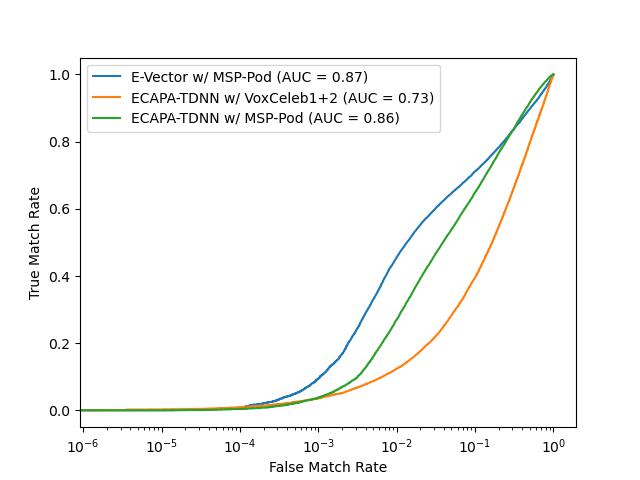 E-Vector w/ MSP-Pod (AUC = 0.87)
ECAPA-TDNN w/ VoxCeleb1+2 (AUC = 0.73)
ECAPA-TDNN w/ MSP-Pod (AUC = 0.86)
1.0
0.8
0.6
0.4
0.2
0.0
True Match Rate
10⁻⁶ 10⁻⁵ 10⁻⁴ 10⁻³ 10⁻² 10⁻¹ 10⁰
False Match Rate